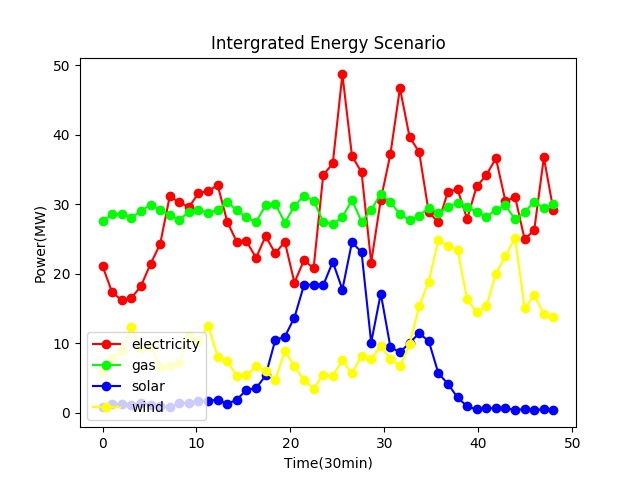 Intergrated Energy Scenario
50
40
30
20
10
0
Power(MW)
electricity
gas
solar
wind
0 10 20 30 40 50
Time(30min)